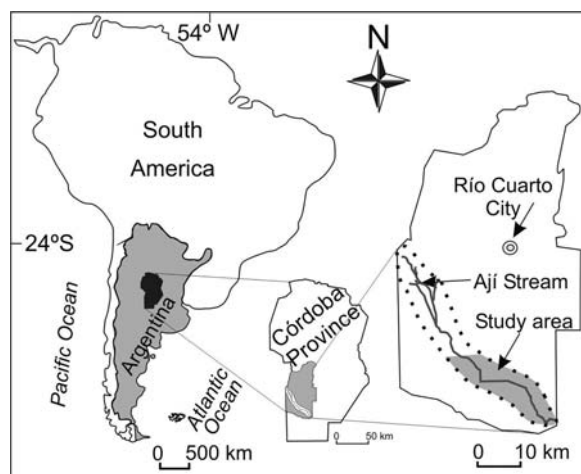 54º W
N
South
America
Río Cuarto
City
24ºS
Ají Stream
Study area
Córdoba
Province
Argentina
Pacific Ocean
Atlantic
Ocean
0 500 km
0 50 km
0 10 km